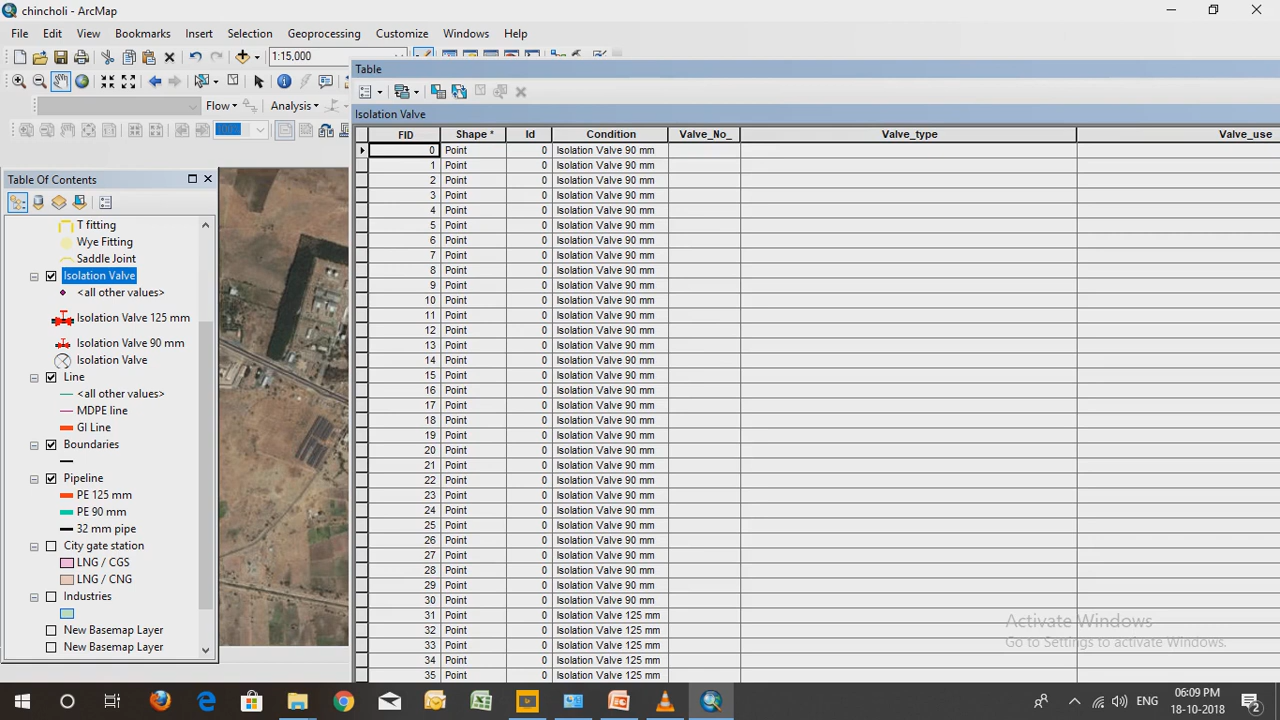 chincholi - ArcMap
File Edit View Bookmarks Insert Selection Geoprocessing Customize Windows Help
1:15,000
Table
Flow Analysis
Isolation Valve
100%
FID Shape * Id Condition Valve_No_ Valve_type Valve_use
0 Point 0 Isolation Valve 90 mm
1 Point 0 Isolation Valve 90 mm
2 Point 0 Isolation Valve 90 mm
3 Point 0 Isolation Valve 90 mm
4 Point 0 Isolation Valve 90 mm
5 Point 0 Isolation Valve 90 mm
6 Point 0 Isolation Valve 90 mm
7 Point 0 Isolation Valve 90 mm
8 Point 0 Isolation Valve 90 mm
9 Point 0 Isolation Valve 90 mm
10 Point 0 Isolation Valve 90 mm
11 Point 0 Isolation Valve 90 mm
12 Point 0 Isolation Valve 90 mm
13 Point 0 Isolation Valve 90 mm
14 Point 0 Isolation Valve 90 mm
15 Point 0 Isolation Valve 90 mm
16 Point 0 Isolation Valve 90 mm
17 Point 0 Isolation Valve 90 mm
18 Point 0 Isolation Valve 90 mm
19 Point 0 Isolation Valve 90 mm
20 Point 0 Isolation Valve 90 mm
21 Point 0 Isolation Valve 90 mm
22 Point 0 Isolation Valve 90 mm
23 Point 0 Isolation Valve 90 mm
24 Point 0 Isolation Valve 90 mm
25 Point 0 Isolation Valve 90 mm
26 Point 0 Isolation Valve 90 mm
27 Point 0 Isolation Valve 90 mm
28 Point 0 Isolation Valve 90 mm
29 Point 0 Isolation Valve 90 mm
30 Point 0 Isolation Valve 90 mm
31 Point 0 Isolation Valve 125 mm
32 Point 0 Isolation Valve 125 mm
33 Point 0 Isolation Valve 125 mm
34 Point 0 Isolation Valve 125 mm
35 Point 0 Isolation Valve 125 mm
Table Of Contents
T fitting
Wye Fitting
Saddle Joint
Isolation Valve
<all other values>
Isolation Valve 125 mm
Isolation Valve 90 mm
Isolation Valve
Line
<all other values>
MDPE line
GI Line
Boundaries
Pipeline
PE 125 mm
PE 90 mm
32 mm pipe
City gate station
LNG / CGS
LNG / CNG
Industries
New Basemap Layer
New Basemap Layer
Activate Windows
Go to Settings to activate Windows.
ENG
06:09 PM
18-10-2018
2